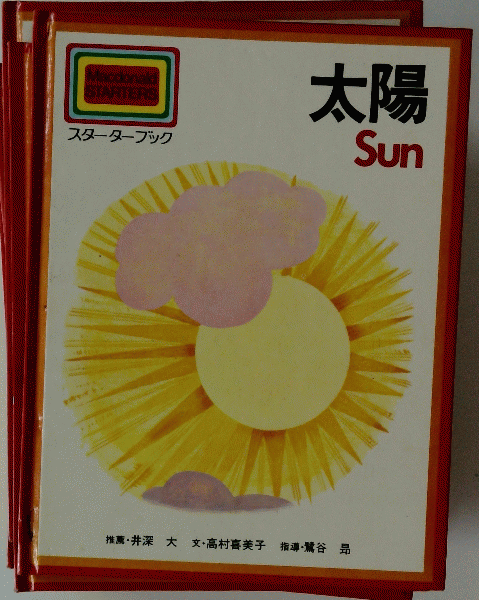 Macdonald
STARTERS
スターターブック
太陽
Sun
推薦・井深 大 文・高村喜美子 指導・鷲谷 昴